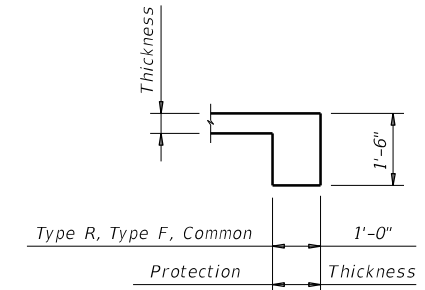 Thickness
1'-6"
Type R, Type F, Common 1'-0"
Protection Thickness